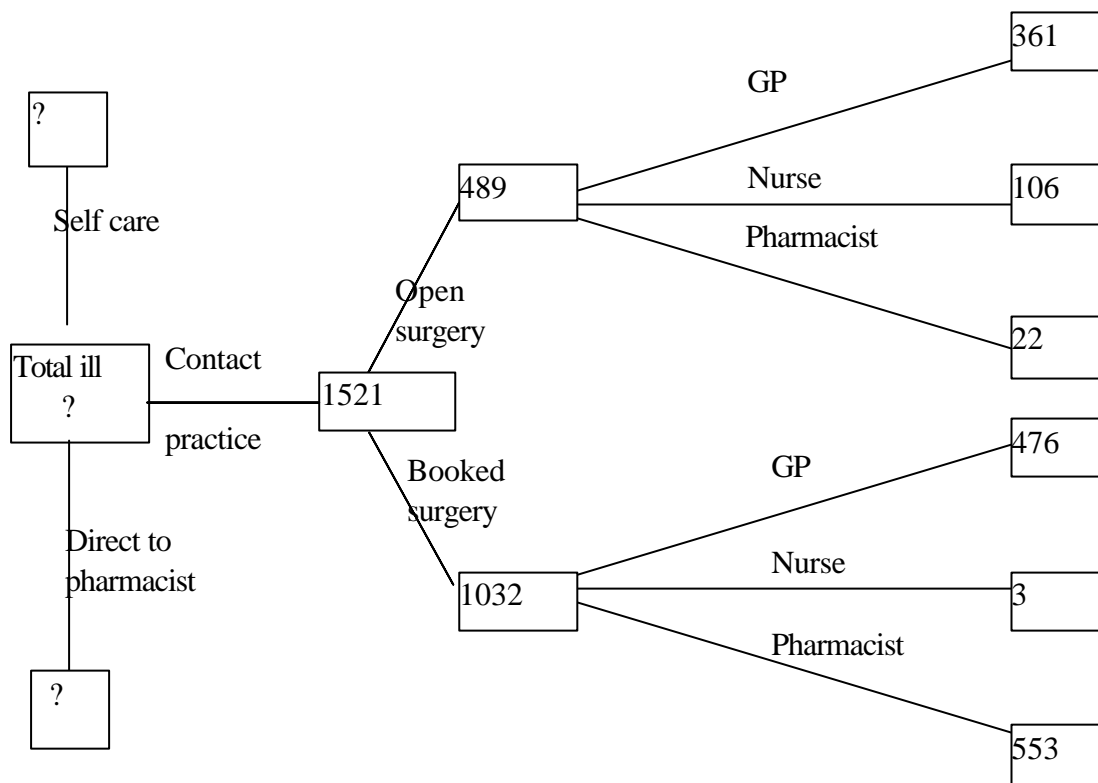 361
GP
?
Nurse
489
106
Self care
Pharmacist
Open
surgery
22
Total ill
?
Contact
practice
1521
476
GP
Booked
surgery
Direct to
pharmacist
Nurse
1032
3
Pharmacist
?
553